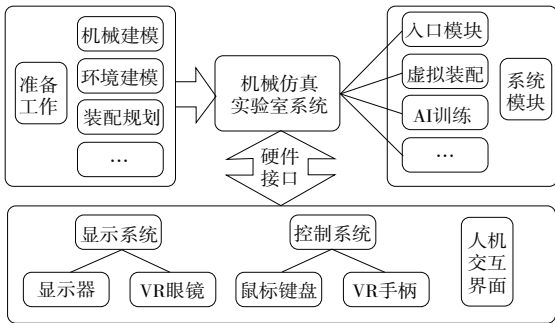 准备
工作
机械建模
环境建模
装配规划
…
机械仿真
实验室系统
入口模块
虚拟装配
AI训练
…
系统
模块
硬件
接口
显示系统
显示器
VR眼镜
控制系统
鼠标键盘
VR手柄
人机
交互
界面